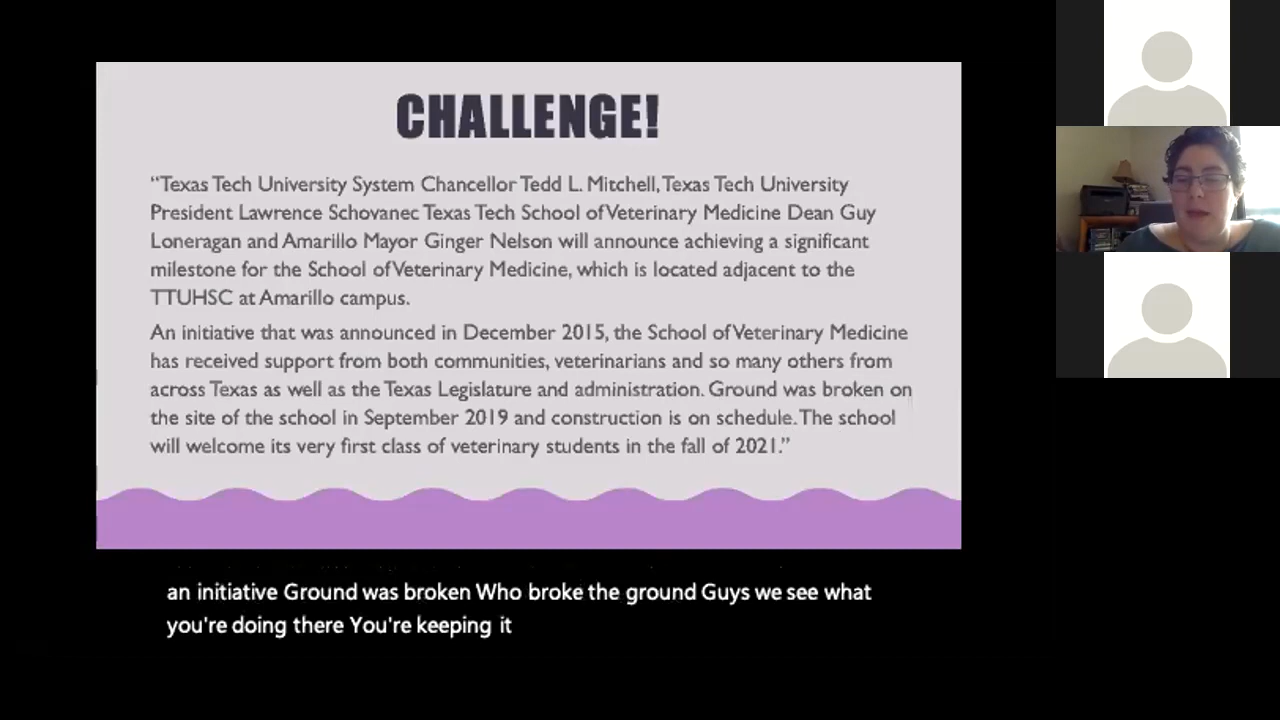 CHALLENGE!
“Texas Tech University System Chancellor Tedd L. Mitchell, Texas Tech University
President Lawrence Schovanec Texas Tech School of Veterinary Medicine Dean Guy
Loneragan and Amarillo Mayor Ginger Nelson will announce achieving a significant
milestone for the School of Veterinary Medicine, which is located adjacent to the
TTUHSC at Amarillo campus.
An initiative that was announced in December 2015, the School of Veterinary Medicine
has received support from both communities, veterinarians and so many others from
across Texas as well as the Texas Legislature and administration. Ground was broken on
the site of the school in September 2019 and construction is on schedule. The school
will welcome its very first class of veterinary students in the fall of 2021.”
an initiative Ground was broken Who broke the ground Guys we see what
you're doing there You're keeping it